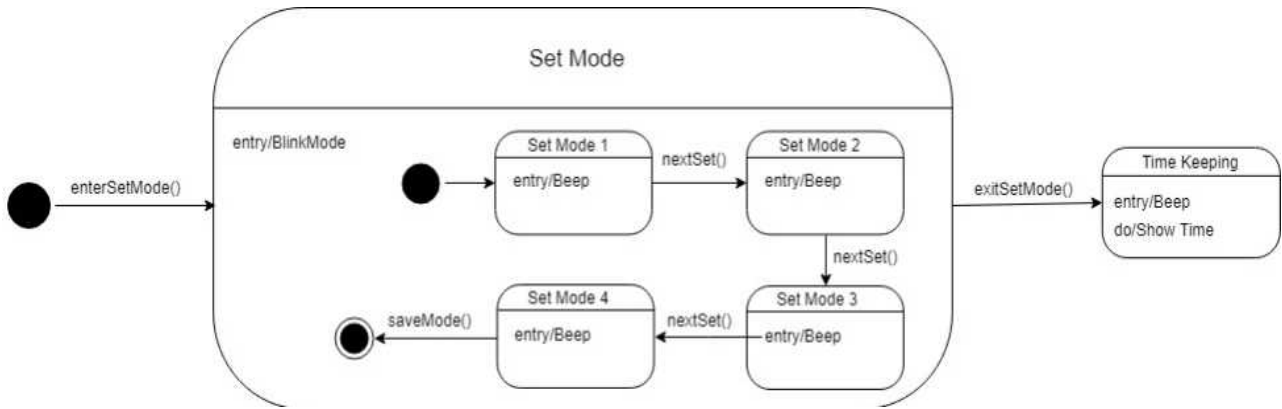 Set Mode
entry/BlinkMode
enterSetMode()
Set Mode 1
entry/Beep
nextSet()
Set Mode 2
entry/Beep
nextSet()
Set Mode 3
entry/Beep
nextSet()
Set Mode 4
entry/Beep
saveMode()
exitSetMode()
Time Keeping
entry/Beep
do/Show Time